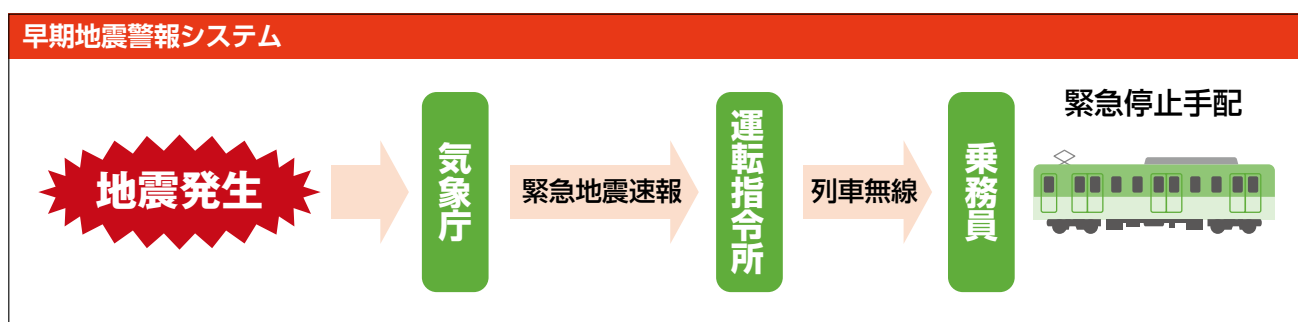 早期地震警報システム
地震発生
気象庁
緊急地震速報
運転指令所
列車無線
乗務員
緊急停止手配